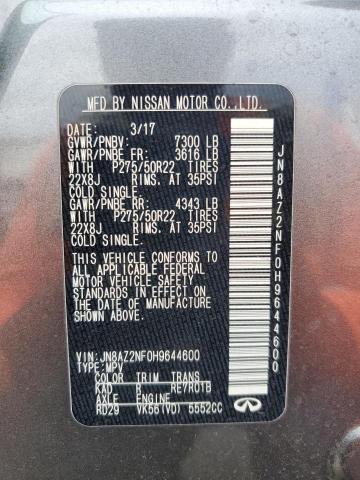 MFD BY NISSAN MOTOR CO.,LTD.
DATE: 3/17
GVWR/PNBV: 7300 LB
GAWR/PNBE FR: 3616 LB
WITH P275/50R22 TIRES
22X8J RIMS. AT 35PSI
COLD SINGLE.
GAWR/PNBE RR: 4343 LB
WITH P275/50R22 TIRES
22X8J RIMS. AT 35PSI
COLD SINGLE.
THIS VEHICLE CONFORMS TO
ALL APPLICABLE FEDERAL
MOTOR VEHICLE SAFETY
STANDARDS IN EFFECT ON
THE DATE OF MANUFACTURE
SHOWN ABOVE.
VIN: JN8AZ2NF0H9644600
TYPE: MPV
COLOR TRIM TRANS
KAD B RE7R01B
AXLE ENGINE
RD29 VK56(VD) 5552CC
JN8AZ2NF0H9644600